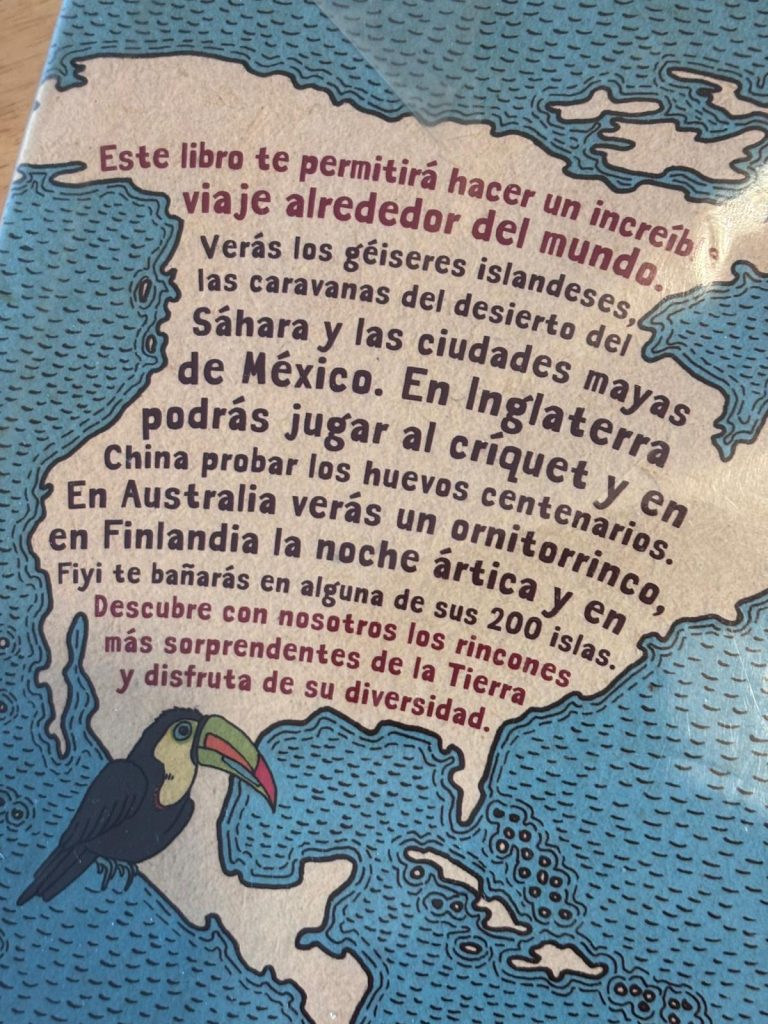 Este libro te permitirá hacer un increíb
viaje alrededor del mundo.
Verás los géiseres islandeses,
las caravanas del desierto del
Sáhara y las ciudades mayas
de México. En Inglaterra
podrás jugar al críquet y en
China probar los huevos centenarios.
En Australia verás un ornitorrinco,
en Finlandia la noche ártica y en
Fiyi te bañarás en alguna de sus 200 islas.
Descubre con nosotros los rincones
más sorprendentes de la Tierra
y disfruta de su diversidad.